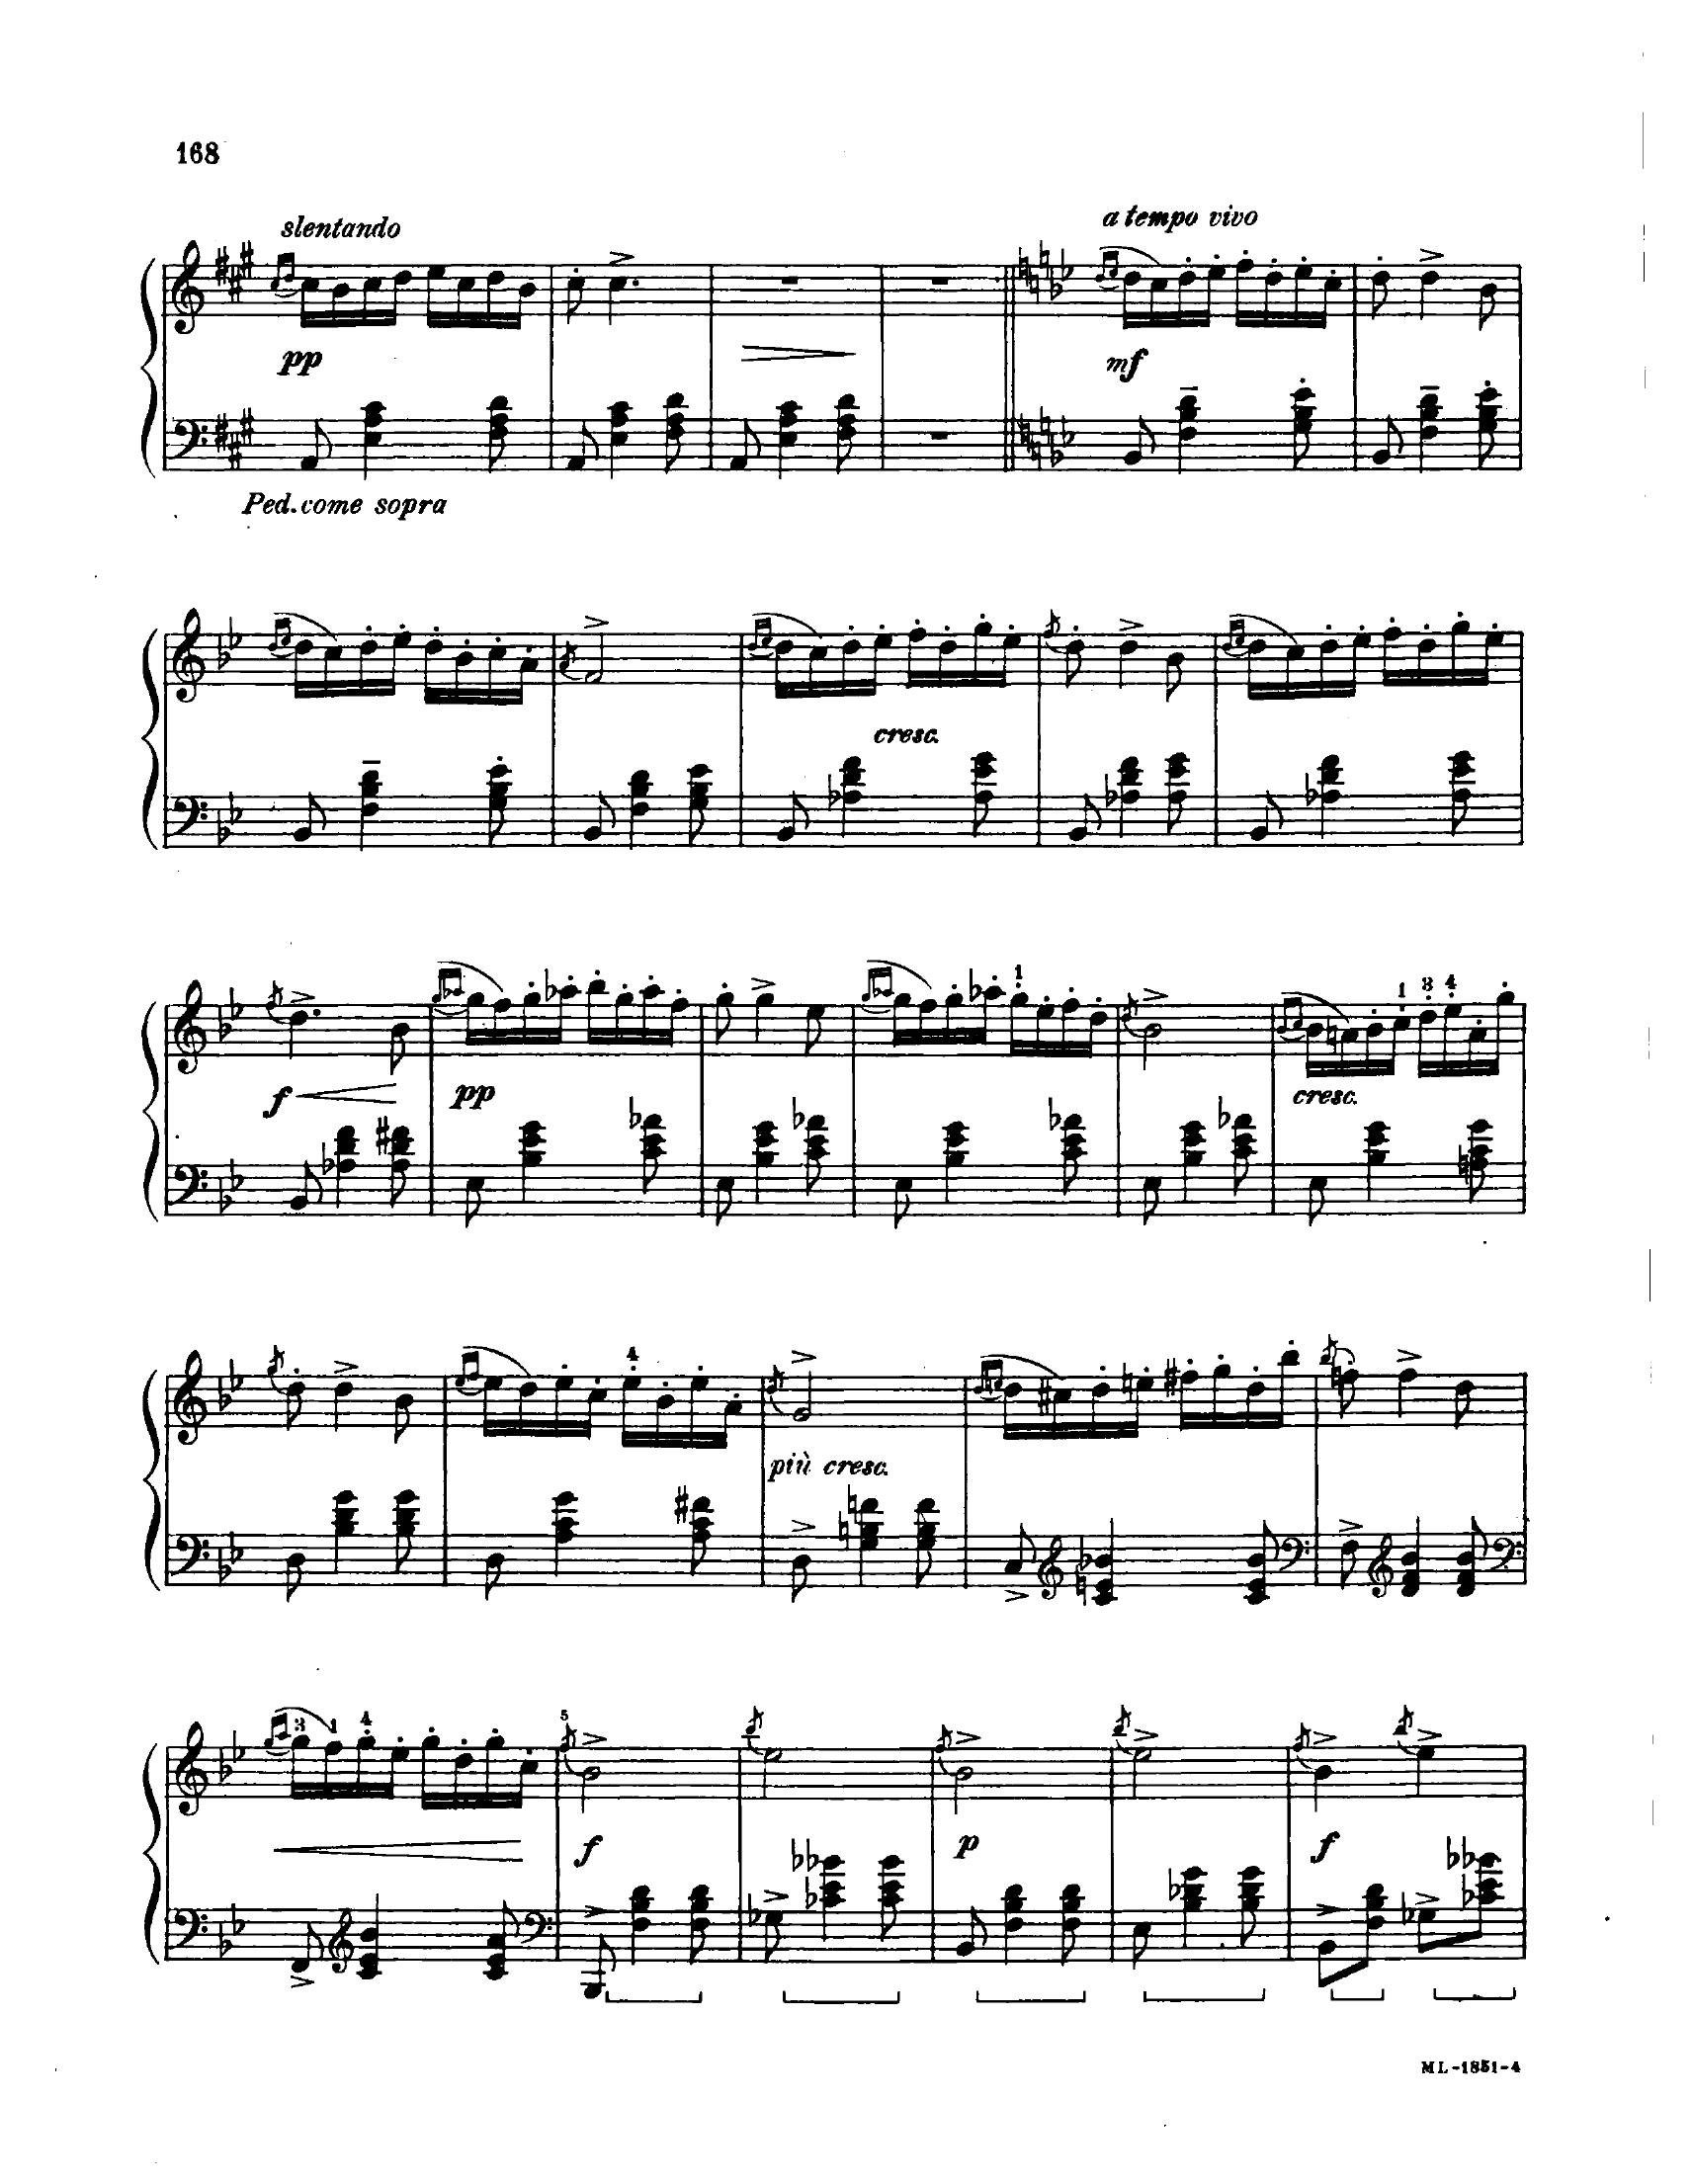 168
slentando
a tempo vivo
pp
mf
Ped. come sopra
cresc.
1
1 3 4
f
pp
cresc.
4
più cresc.
3 1 4 5
f
p
f
ML-1851-4